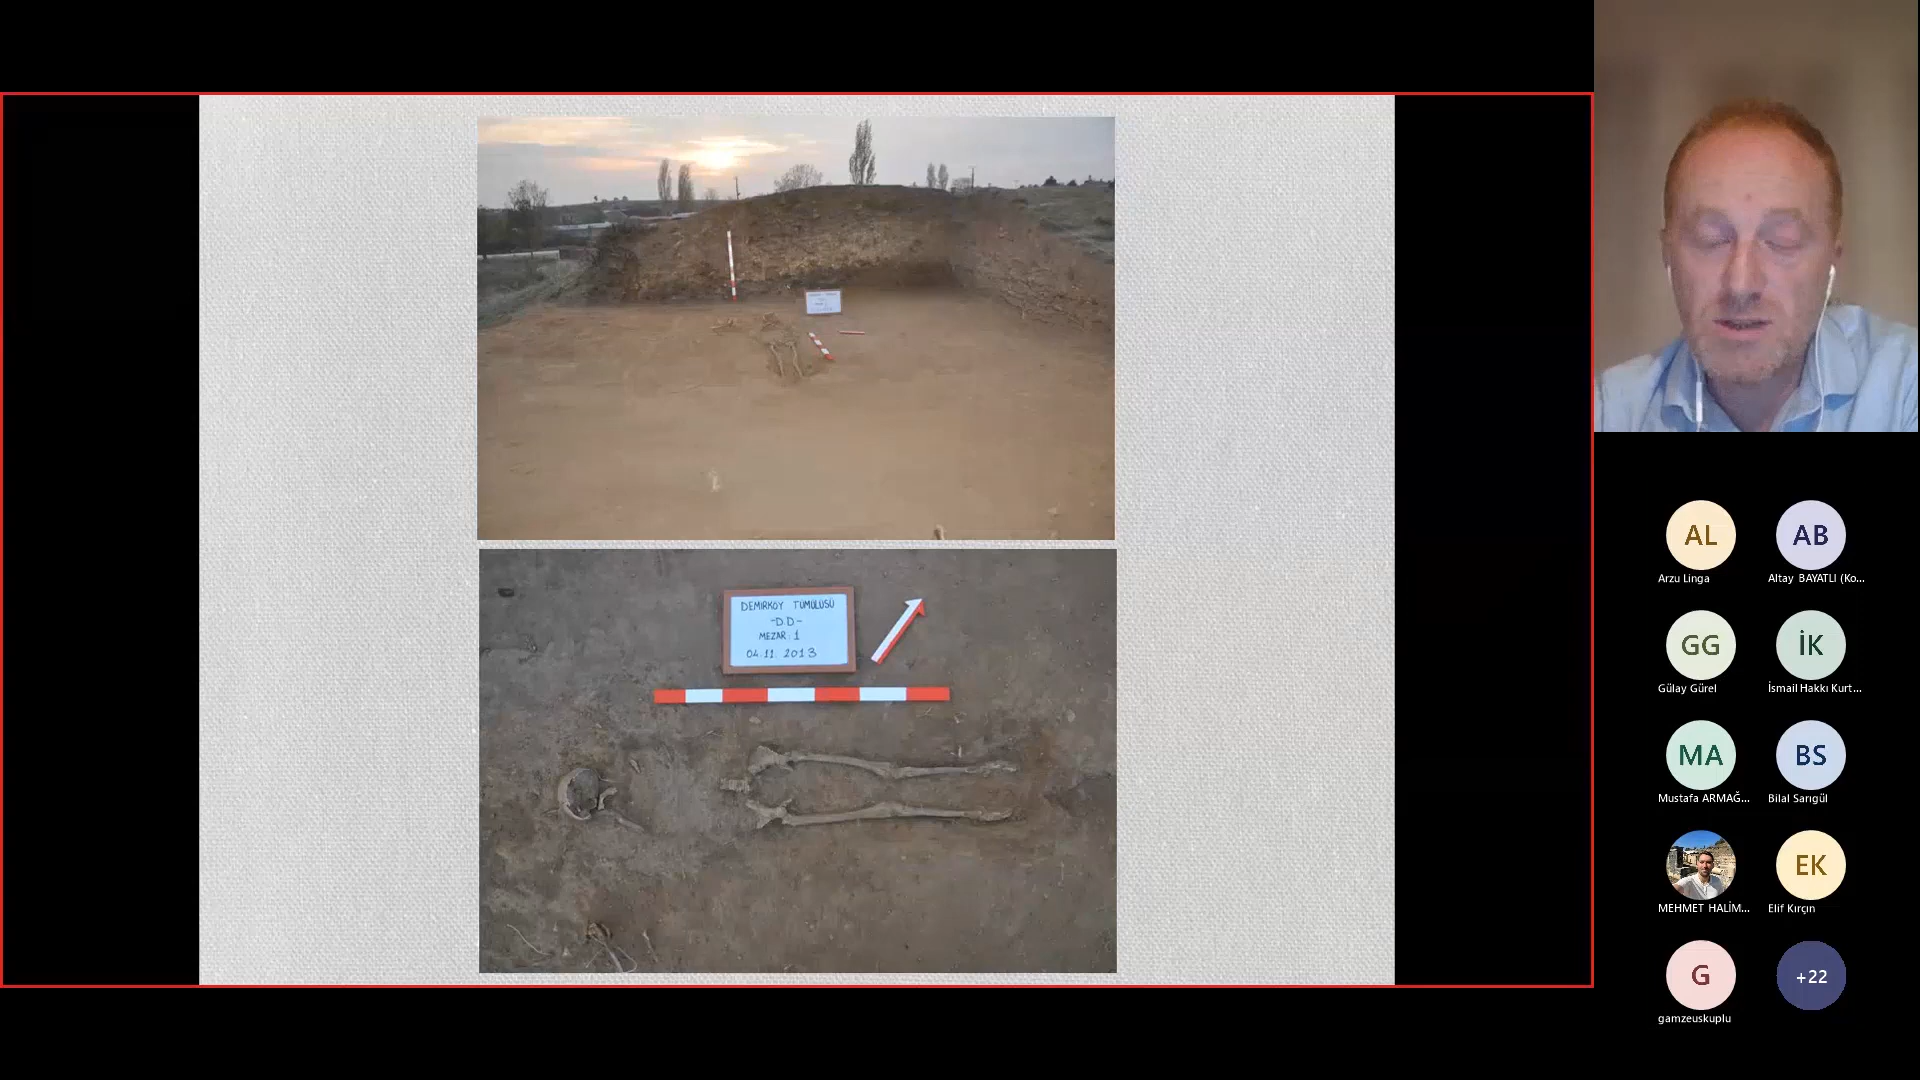 DEMİRKÖY TÜMÜLÜSÜ
-DD-
MEZAR: 1
04.11.2013
AL
Arzu Linga
AB
Altay BAYATLI (Ko...
GG
Gülay Gürel
İK
İsmail Hakkı Kurt...
MA
Mustafa ARMAĞ...
BS
Bilal Sarıgül
MEHMET HALİM...
EK
Elif Kırçın
G
gamzeuskuplu
+22